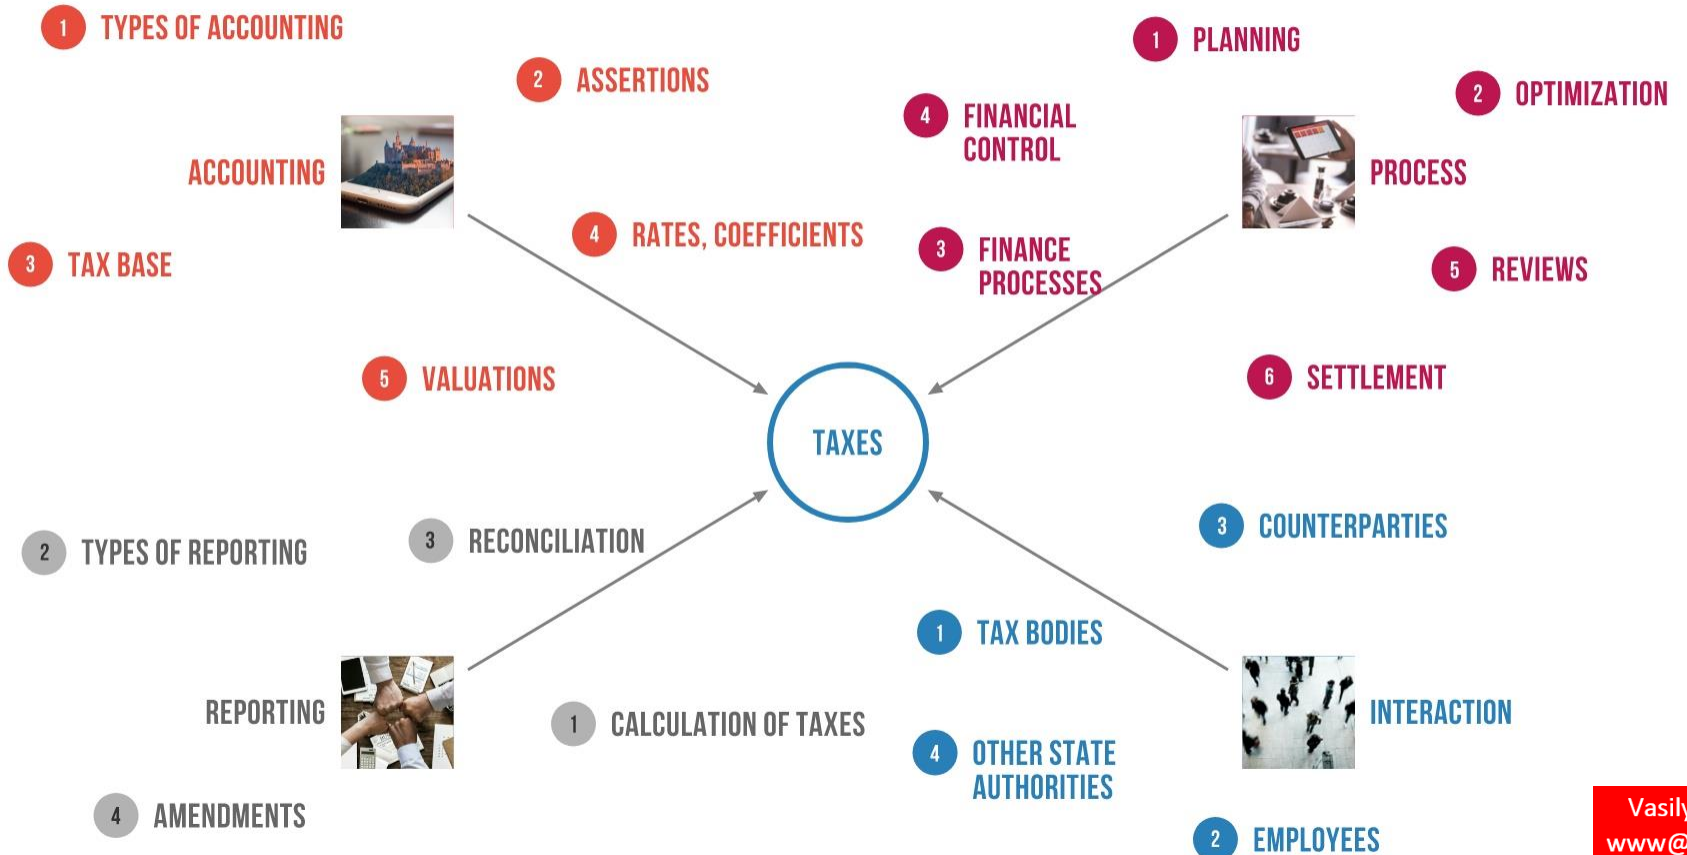 1 TYPES OF ACCOUNTING
2 ASSERTIONS
ACCOUNTING
4 RATES, COEFFICIENTS
3 TAX BASE
5 VALUATIONS
1 PLANNING
2 OPTIMIZATION
4 FINANCIAL
CONTROL
PROCESS
3 FINANCE
PROCESSES
5 REVIEWS
6 SETTLEMENT
TAXES
2 TYPES OF REPORTING
3 RECONCILIATION
REPORTING
1 CALCULATION OF TAXES
4 AMENDMENTS
3 COUNTERPARTIES
1 TAX BODIES
INTERACTION
4 OTHER STATE
AUTHORITIES
2 EMPLOYEES
Vasily
www@